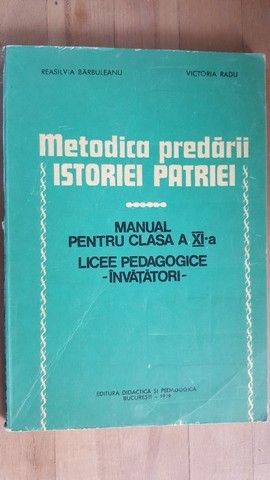 REASILVIA BĂRBULEANU VICTORIA RADU
Metodica predării
ISTORIEI PATRIEI
MANUAL
PENTRU CLASA A XI-a
LICEE PEDAGOGICE
-ÎNVĂȚĂTORI-
EDITURA DIDACTICĂ ȘI PEDAGOGICĂ
BUCUREȘTI - 1979